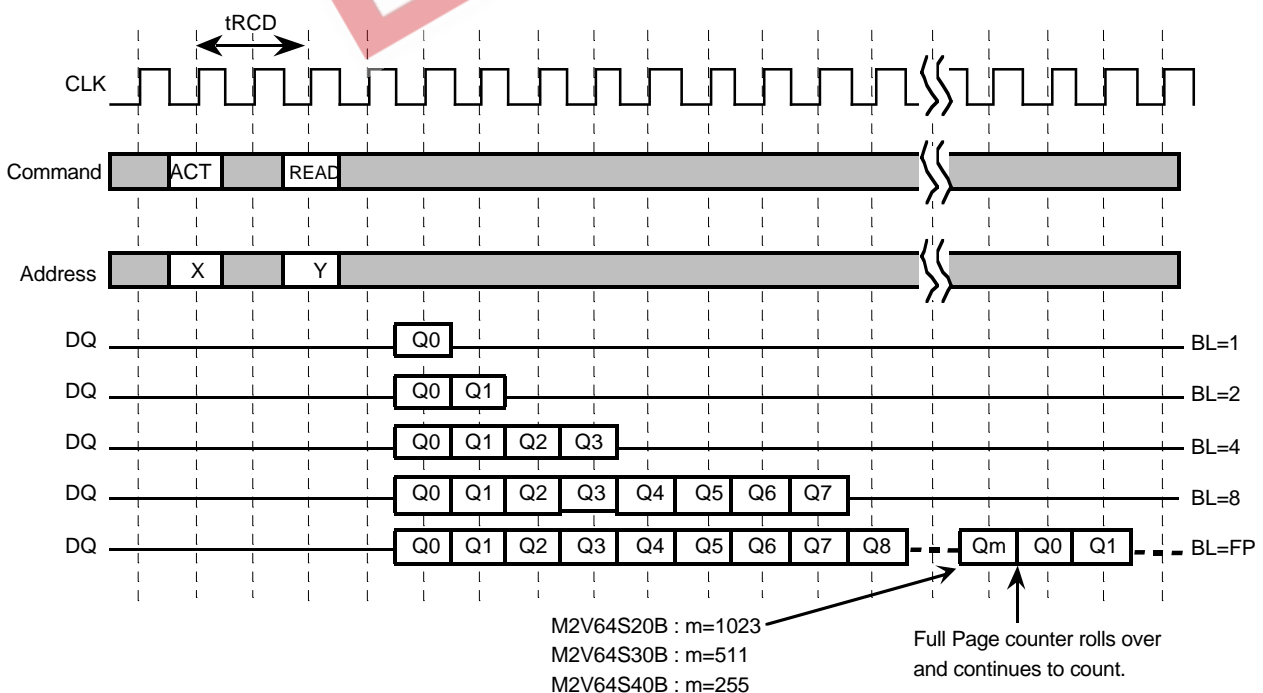 tRCD
CLK
Command ACT READ
Address X Y
DQ Q0 BL=1
DQ Q0 Q1 BL=2
DQ Q0 Q1 Q2 Q3 BL=4
DQ Q0 Q1 Q2 Q3 Q4 Q5 Q6 Q7 BL=8
DQ Q0 Q1 Q2 Q3 Q4 Q5 Q6 Q7 Q8 Qm Q0 Q1 BL=FP
M2V64S20B : m=1023
M2V64S30B : m=511
M2V64S40B : m=255
Full Page counter rolls over
and continues to count.